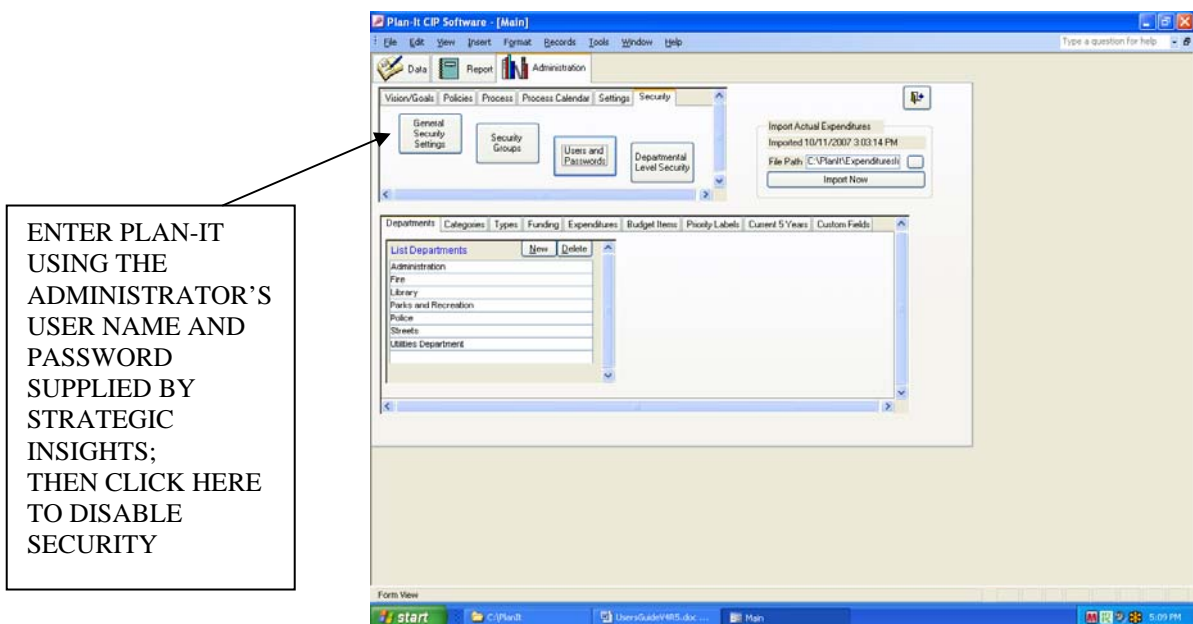 Plan-It CIP Software - [Main]
File Edit View Insert Format Records Tools Window Help
Type a question for help
Data Report Administration
Vision/Goals Policies Process Process Calendar Settings Security
General
Security
Settings
Security
Groups
Users and
Passwords
Departmental
Level Security
Import Actual Expenditures
Imported 10/11/2007 3:03:14 PM
File Path C:\PlanIt\Expenditures\
Import Now
ENTER PLAN-IT
USING THE
ADMINISTRATOR'S
USER NAME AND
PASSWORD
SUPPLIED BY
STRATEGIC
INSIGHTS;
THEN CLICK HERE
TO DISABLE
SECURITY
Departments Categories Types Funding Expenditures Budget Items Priority Labels Current 5 Years Custom Fields
List Departments New Delete
Administration
Fire
Library
Parks and Recreation
Police
Streets
Utilities Department
Form View
start C:\PlanIt UsersGuideV4R5.doc ... Main 5:09 PM